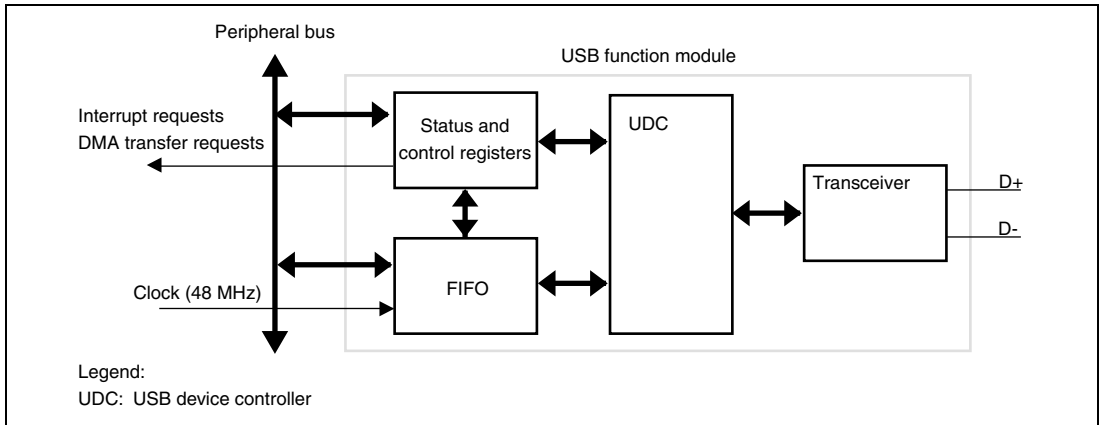 Peripheral bus
USB function module
Interrupt requests
DMA transfer requests
Status and
control registers
UDC
Transceiver
D+
D-
FIFO
Clock (48 MHz)
Legend:
UDC: USB device controller